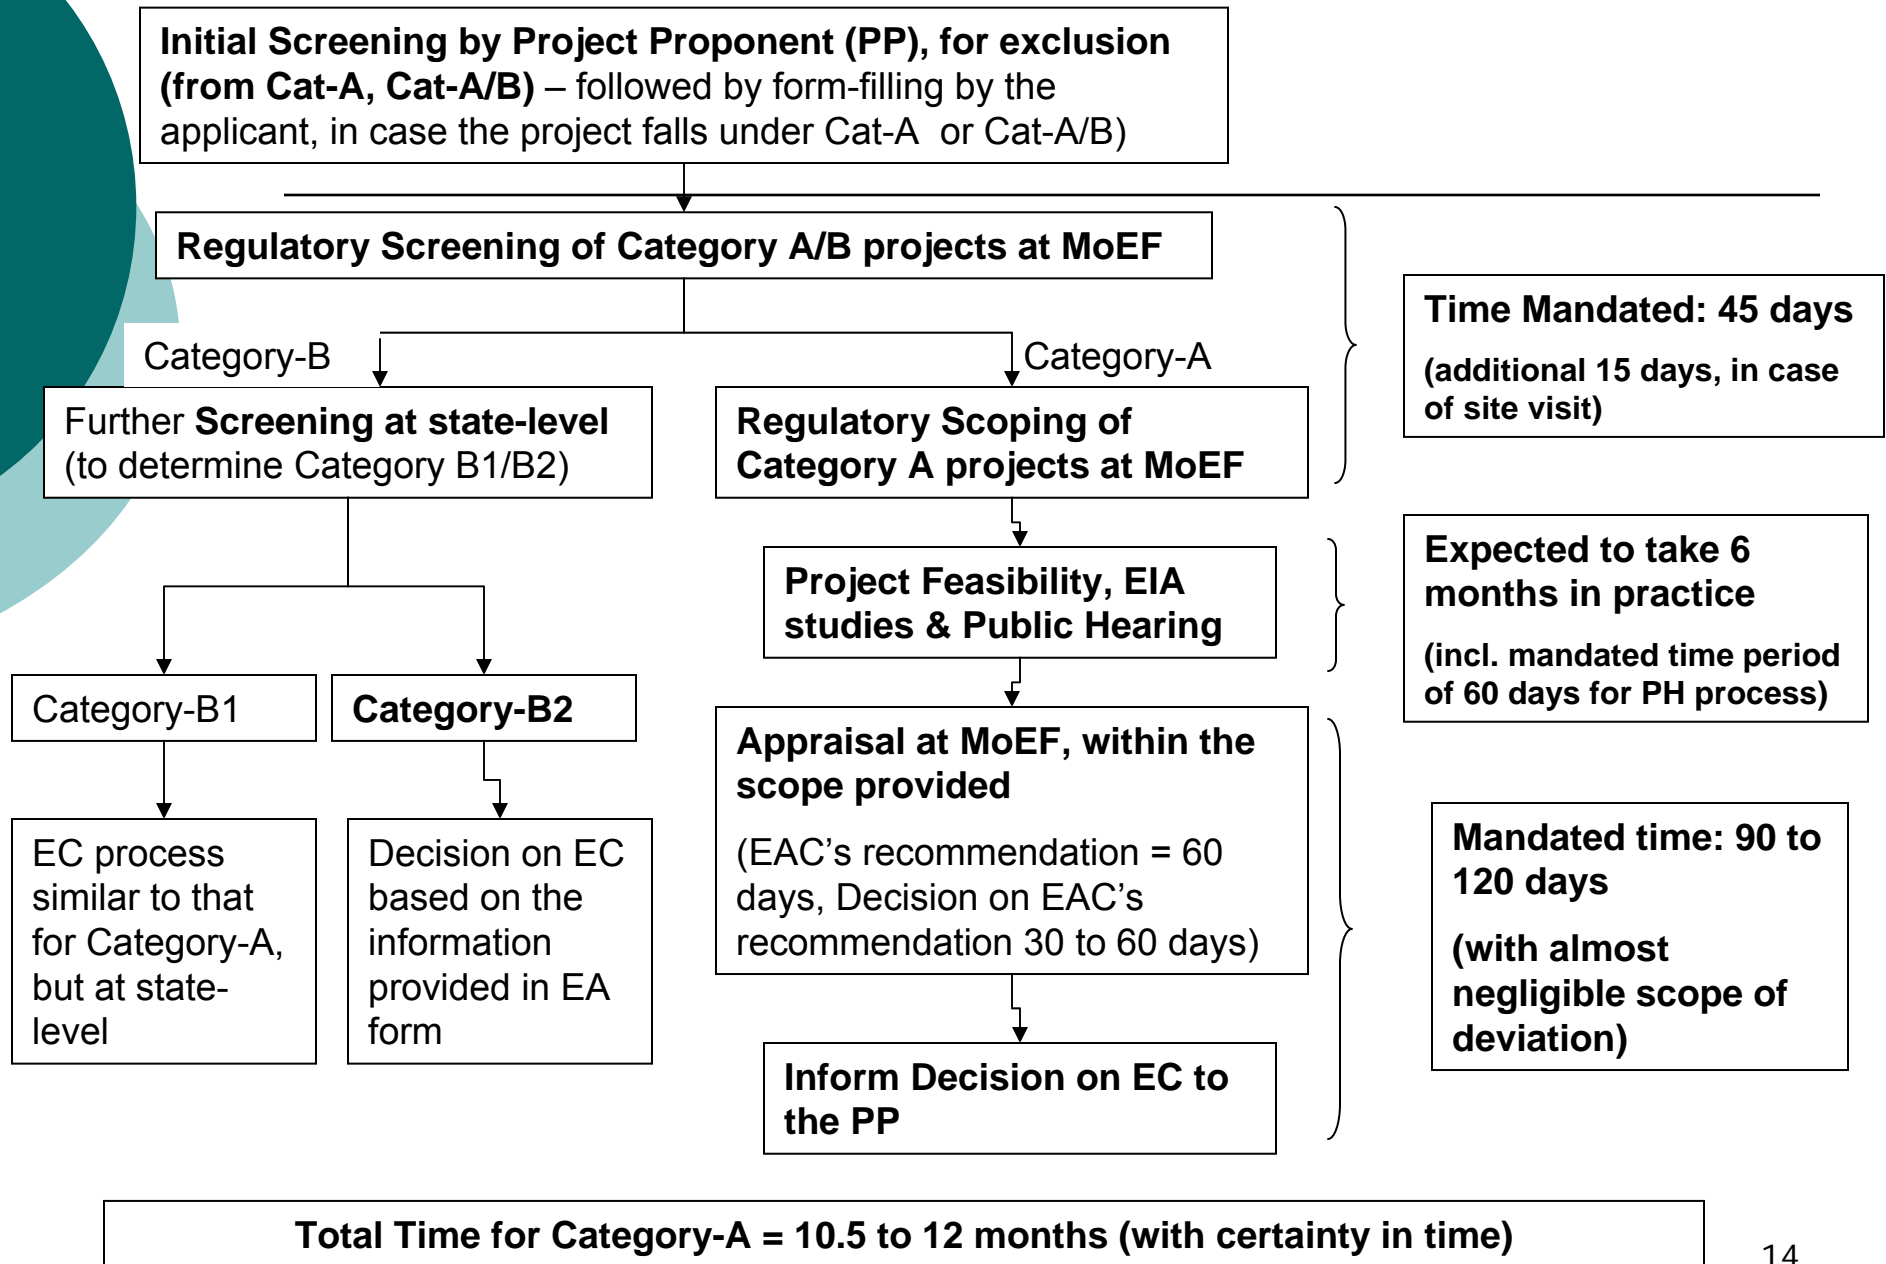 Initial Screening by Project Proponent (PP), for exclusion
(from Cat-A, Cat-A/B) – followed by form-filling by the
applicant, in case the project falls under Cat-A or Cat-A/B)
Regulatory Screening of Category A/B projects at MoEF
Time Mandated: 45 days
(additional 15 days, in case
of site visit)
Category-B
Category-A
Further Screening at state-level
(to determine Category B1/B2)
Regulatory Scoping of
Category A projects at MoEF
Project Feasibility, EIA
studies & Public Hearing
Expected to take 6
months in practice
(incl. mandated time period
of 60 days for PH process)
Category-B1
Category-B2
Appraisal at MoEF, within the
scope provided
(EAC’s recommendation = 60
days, Decision on EAC’s
recommendation 30 to 60 days)
Mandated time: 90 to
120 days
(with almost
negligible scope of
deviation)
EC process
similar to that
for Category-A,
but at state-
level
Decision on EC
based on the
information
provided in EA
form
Inform Decision on EC to
the PP
Total Time for Category-A = 10.5 to 12 months (with certainty in time)
14